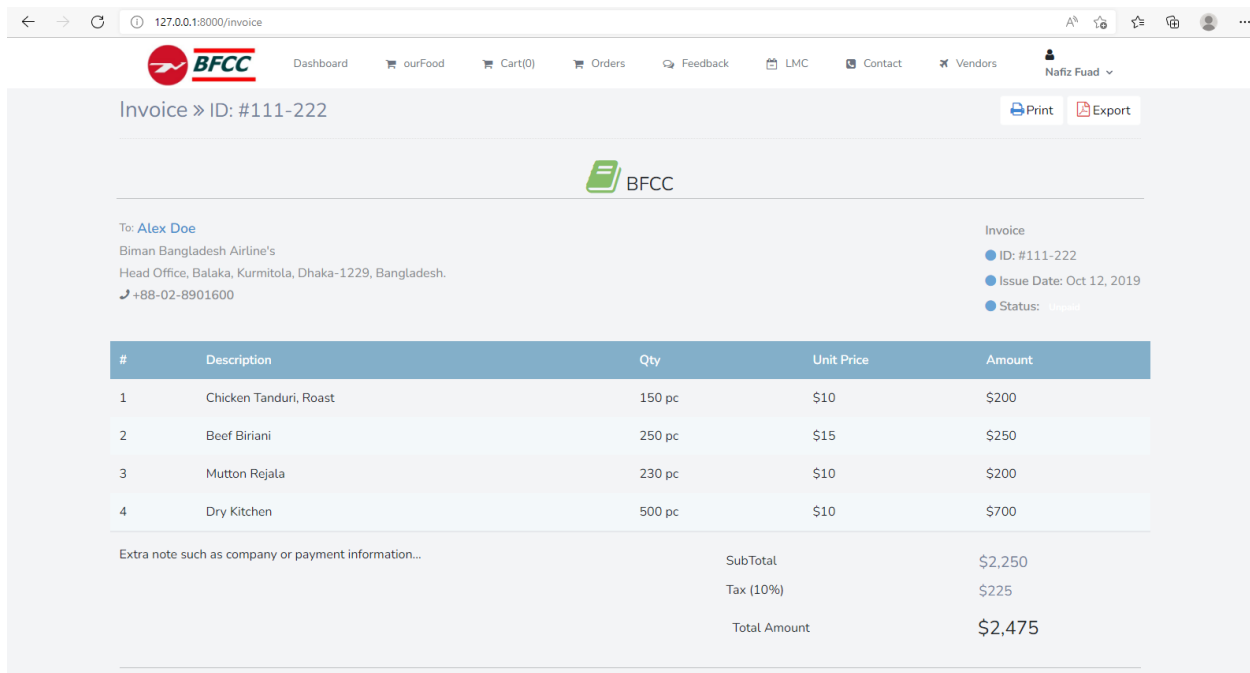 127.0.0.1:8000/invoice
BFCC Dashboard ourFood Cart(0) Orders Feedback LMC Contact Vendors Nafiz Fuad
Invoice » ID: #111-222 Print Export
BFCC
To: Alex Doe
Biman Bangladesh Airline's
Head Office, Balaka, Kurmitola, Dhaka-1229, Bangladesh.
+88-02-8901600
Invoice
ID: #111-222
Issue Date: Oct 12, 2019
Status: Unpaid
# Description Qty Unit Price Amount
1 Chicken Tanduri, Roast 150 pc $10 $200
2 Beef Biriani 250 pc $15 $250
3 Mutton Rejala 230 pc $10 $200
4 Dry Kitchen 500 pc $10 $700
Extra note such as company or payment information...
SubTotal $2,250
Tax (10%) $225
Total Amount $2,475